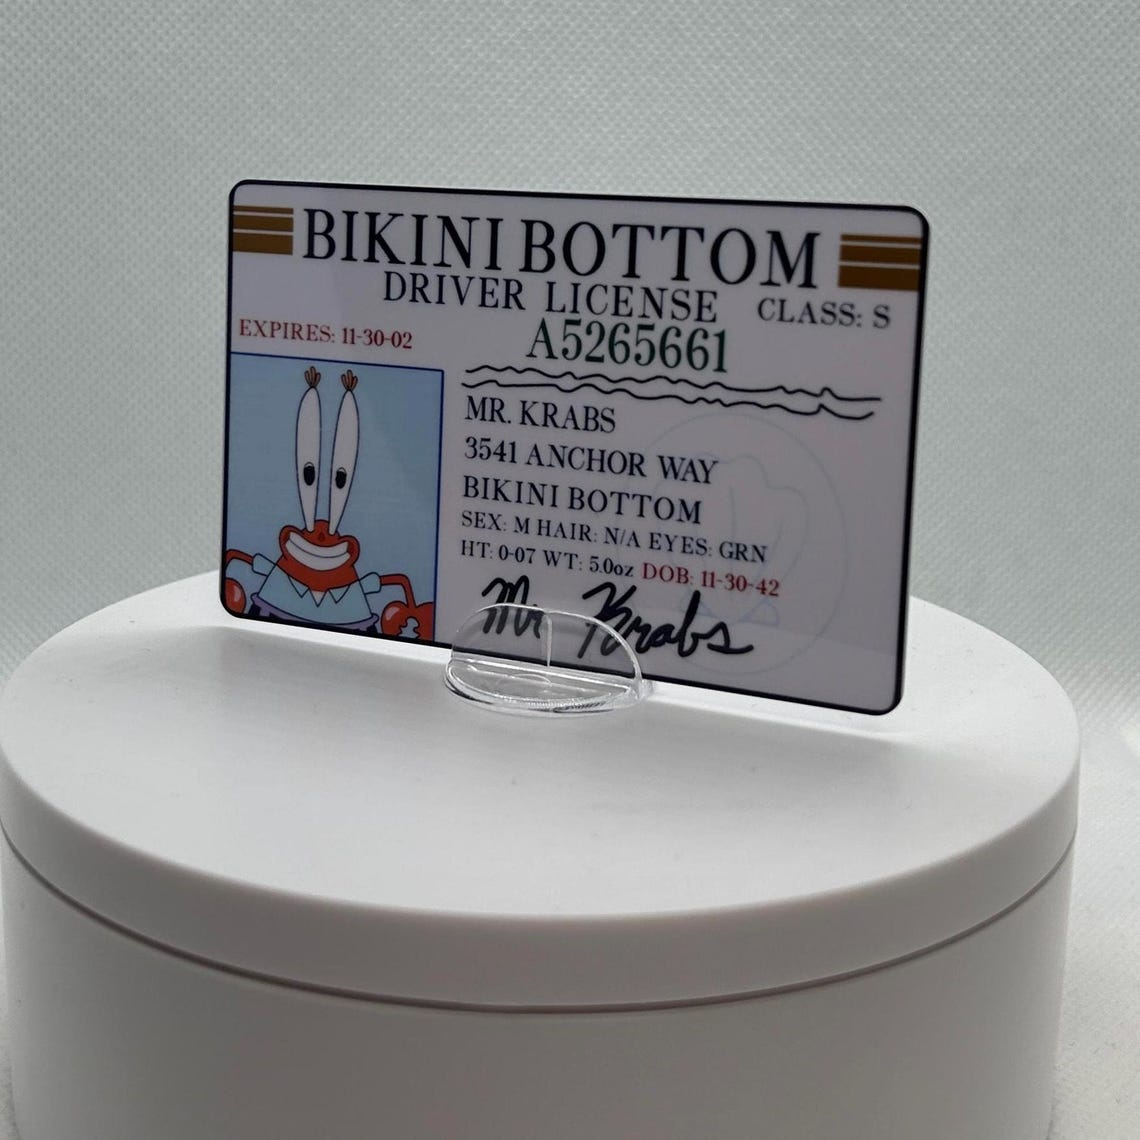 BIKINI BOTTOM
DRIVER LICENSE
CLASS: S
EXPIRES: 11-30-02
A5265661
MR. KRABS
3541 ANCHOR WAY
BIKINI BOTTOM
SEX: M HAIR: N/A EYES: GRN
HT: 0-07 WT: 5.0oz DOB: 11-30-42
Mr Krabs